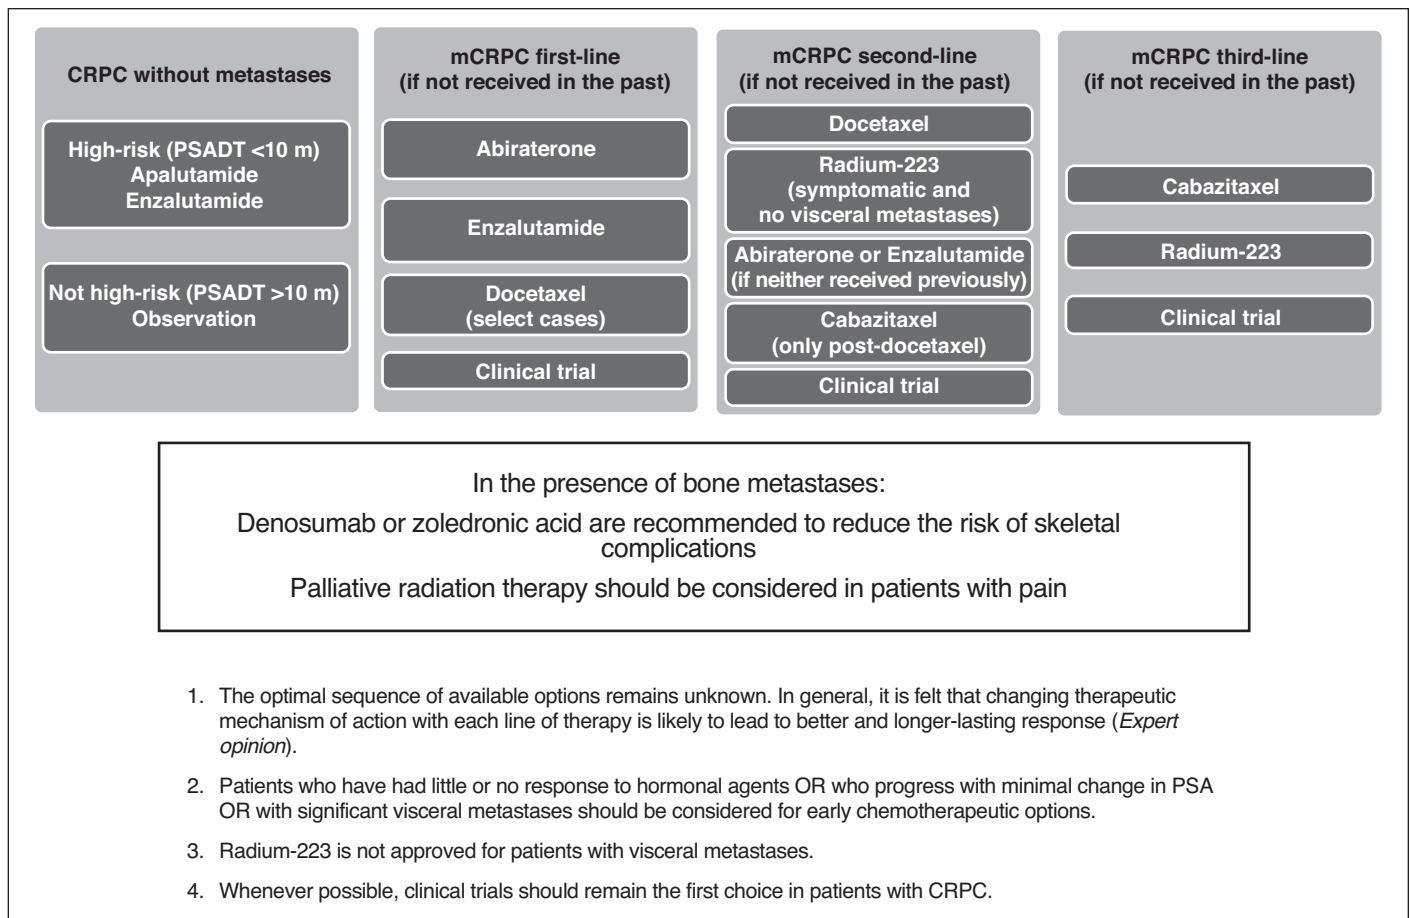 CRPC without metastases
High-risk (PSADT <10 m)
Apalutamide
Enzalutamide
Not high-risk (PSADT >10 m)
Observation
mCRPC first-line
(if not received in the past)
Abiraterone
Enzalutamide
Docetaxel
(select cases)
Clinical trial
mCRPC second-line
(if not received in the past)
Docetaxel
Radium-223
(symptomatic and
no visceral metastases)
Abiraterone or Enzalutamide
(if neither received previously)
Cabazitaxel
(only post-docetaxel)
Clinical trial
mCRPC third-line
(if not received in the past)
Cabazitaxel
Radium-223
Clinical trial
In the presence of bone metastases:
Denosumab or zoledronic acid are recommended to reduce the risk of skeletal
complications
Palliative radiation therapy should be considered in patients with pain
1. The optimal sequence of available options remains unknown. In general, it is felt that changing therapeutic
mechanism of action with each line of therapy is likely to lead to better and longer-lasting response (Expert
opinion).
2. Patients who have had little or no response to hormonal agents OR who progress with minimal change in PSA
OR with significant visceral metastases should be considered for early chemotherapeutic options.
3. Radium-223 is not approved for patients with visceral metastases.
4. Whenever possible, clinical trials should remain the first choice in patients with CRPC.